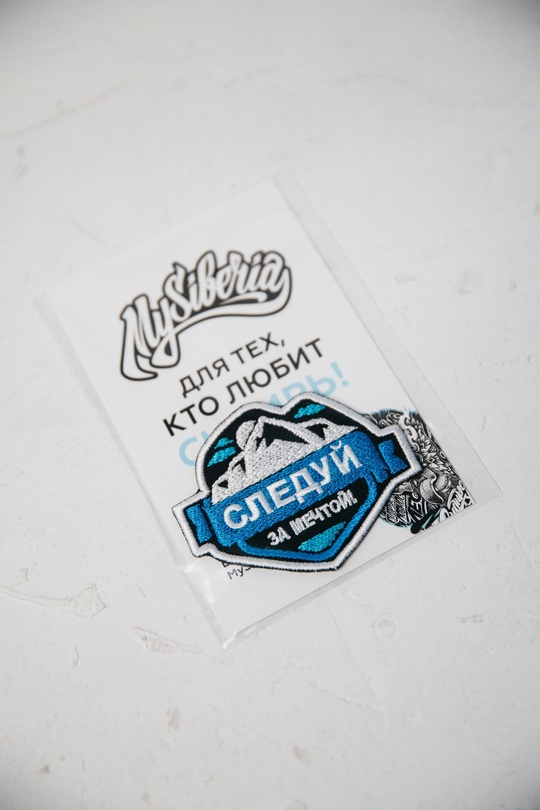 MySiberia
ДЛЯ ТЕХ,
КТО ЛЮБИТ
СЛЕДУЙ
ЗА МЕЧТОЙ!